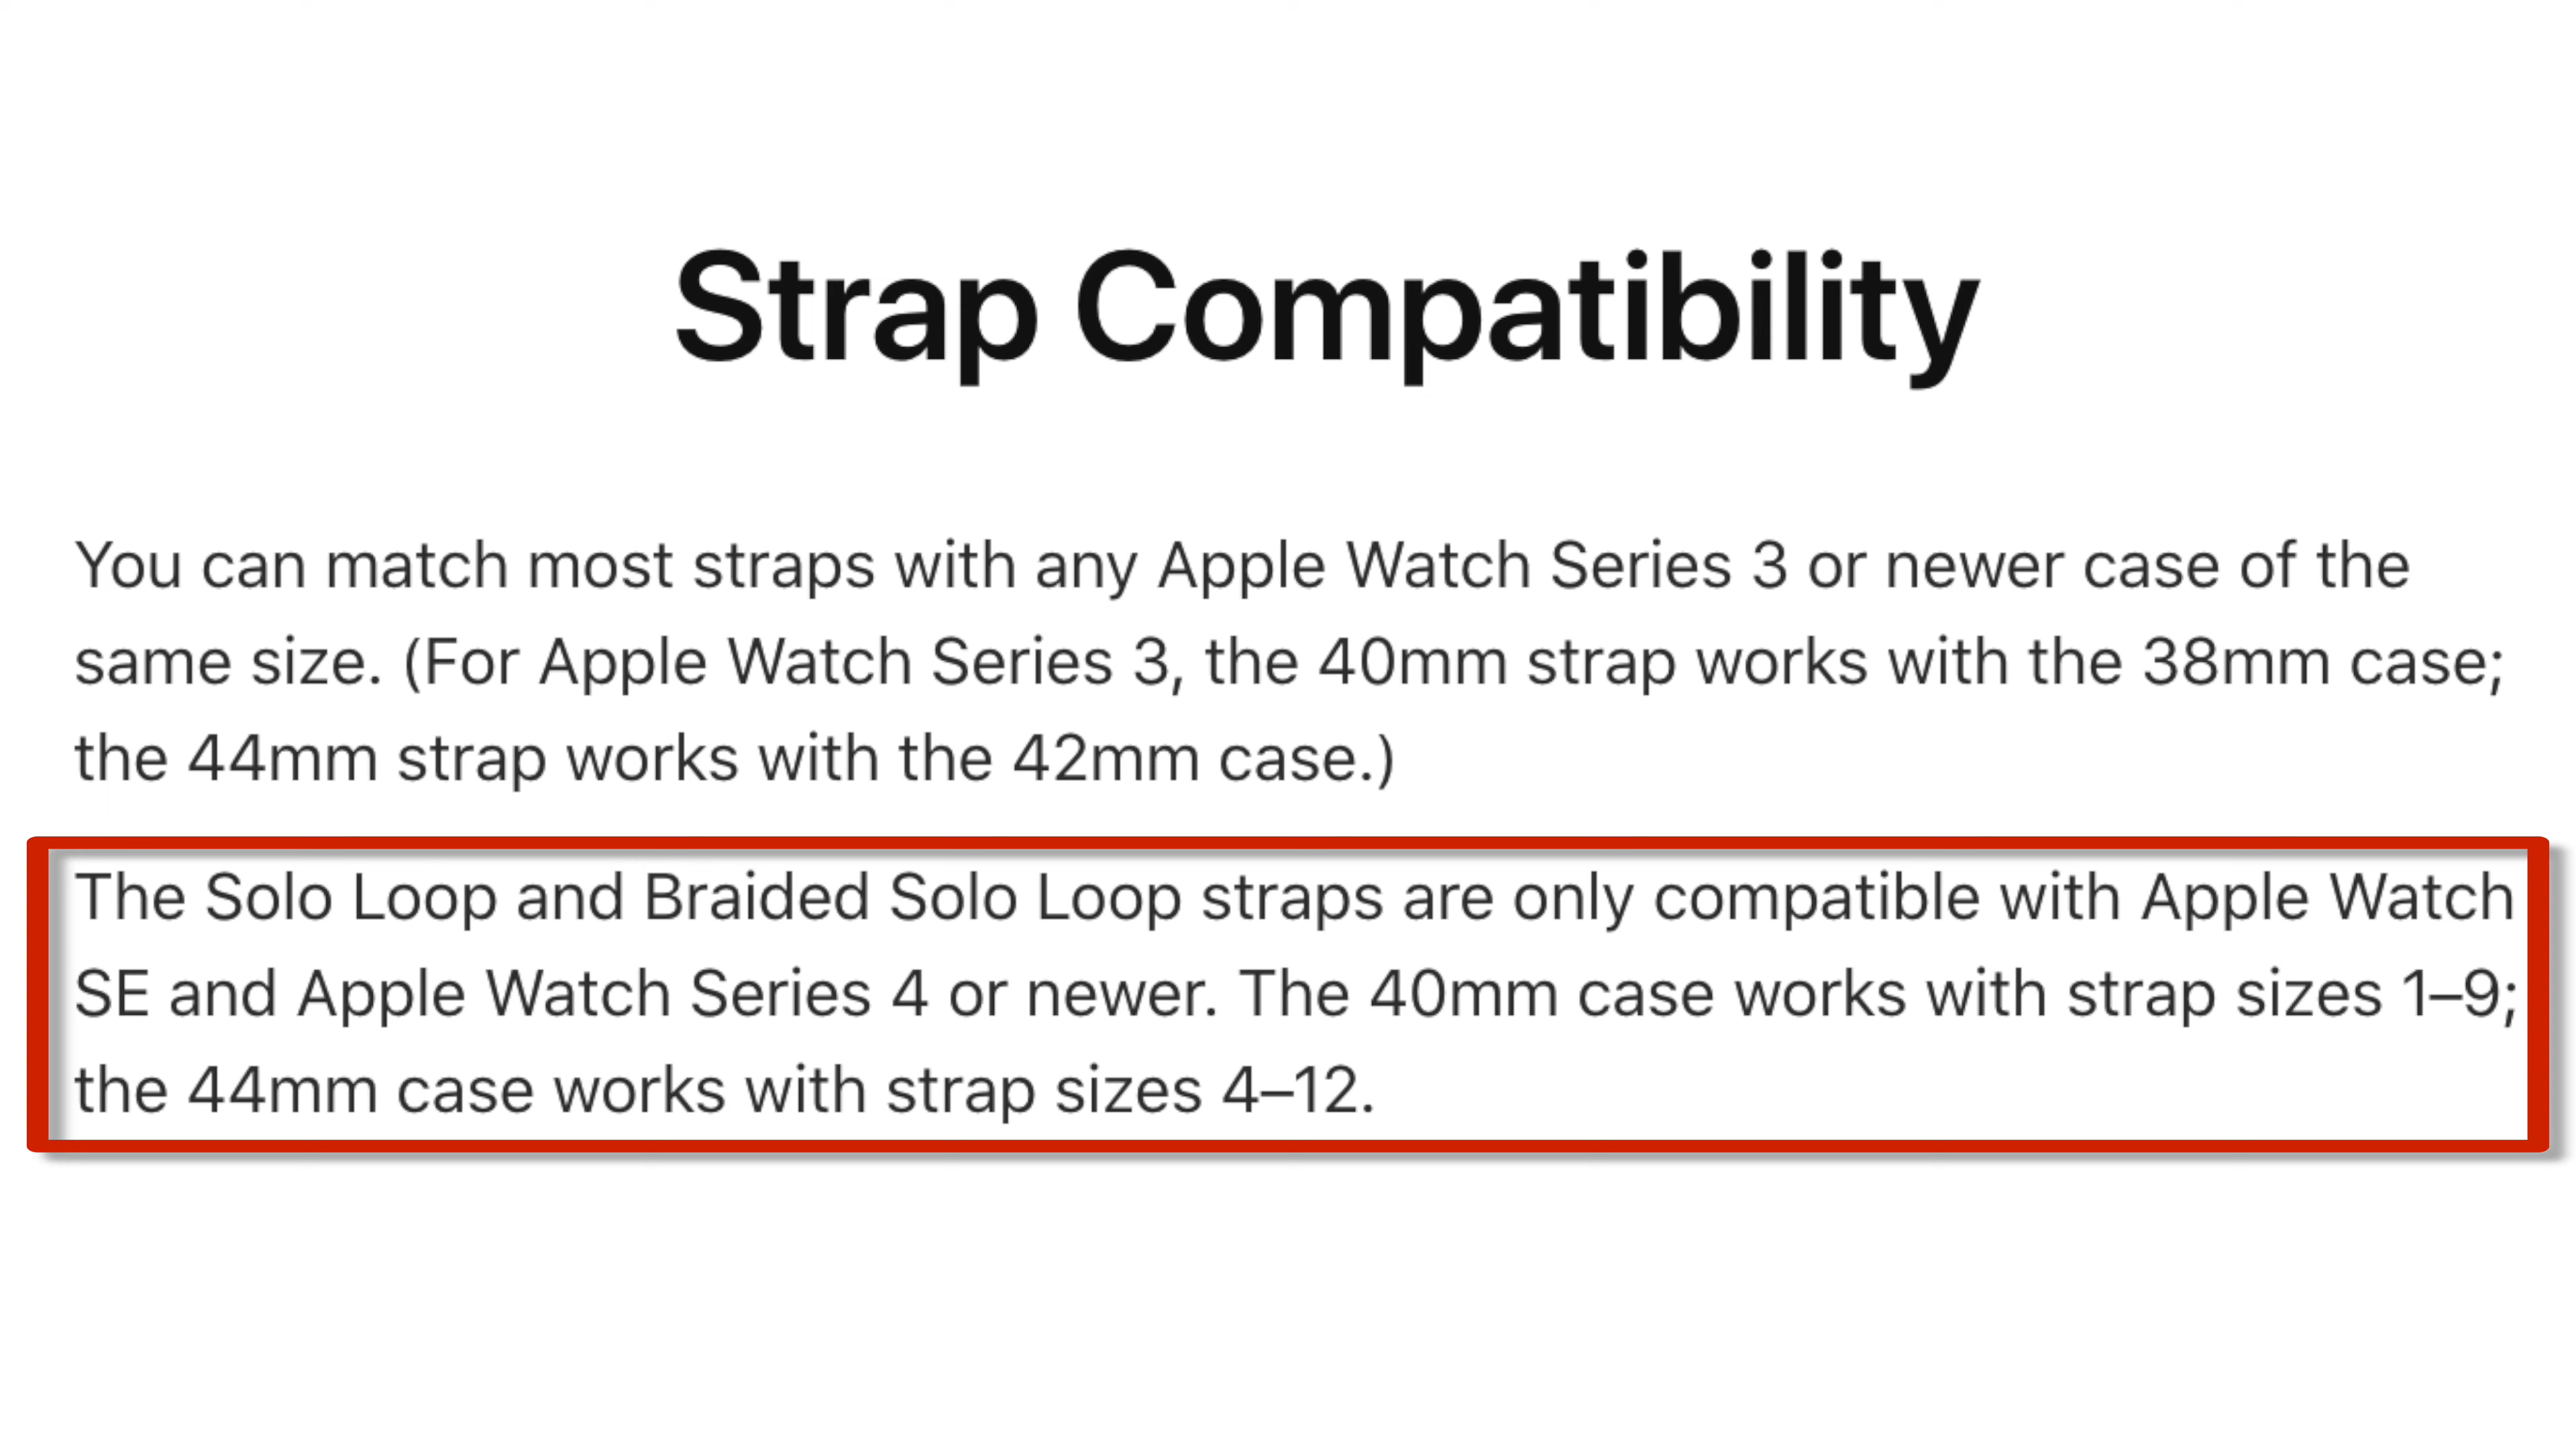 Strap Compatibility
You can match most straps with any Apple Watch Series 3 or newer case of the
same size. (For Apple Watch Series 3, the 40mm strap works with the 38mm case;
the 44mm strap works with the 42mm case.)
The Solo Loop and Braided Solo Loop straps are only compatible with Apple Watch
SE and Apple Watch Series 4 or newer. The 40mm case works with strap sizes 1–9;
the 44mm case works with strap sizes 4–12.